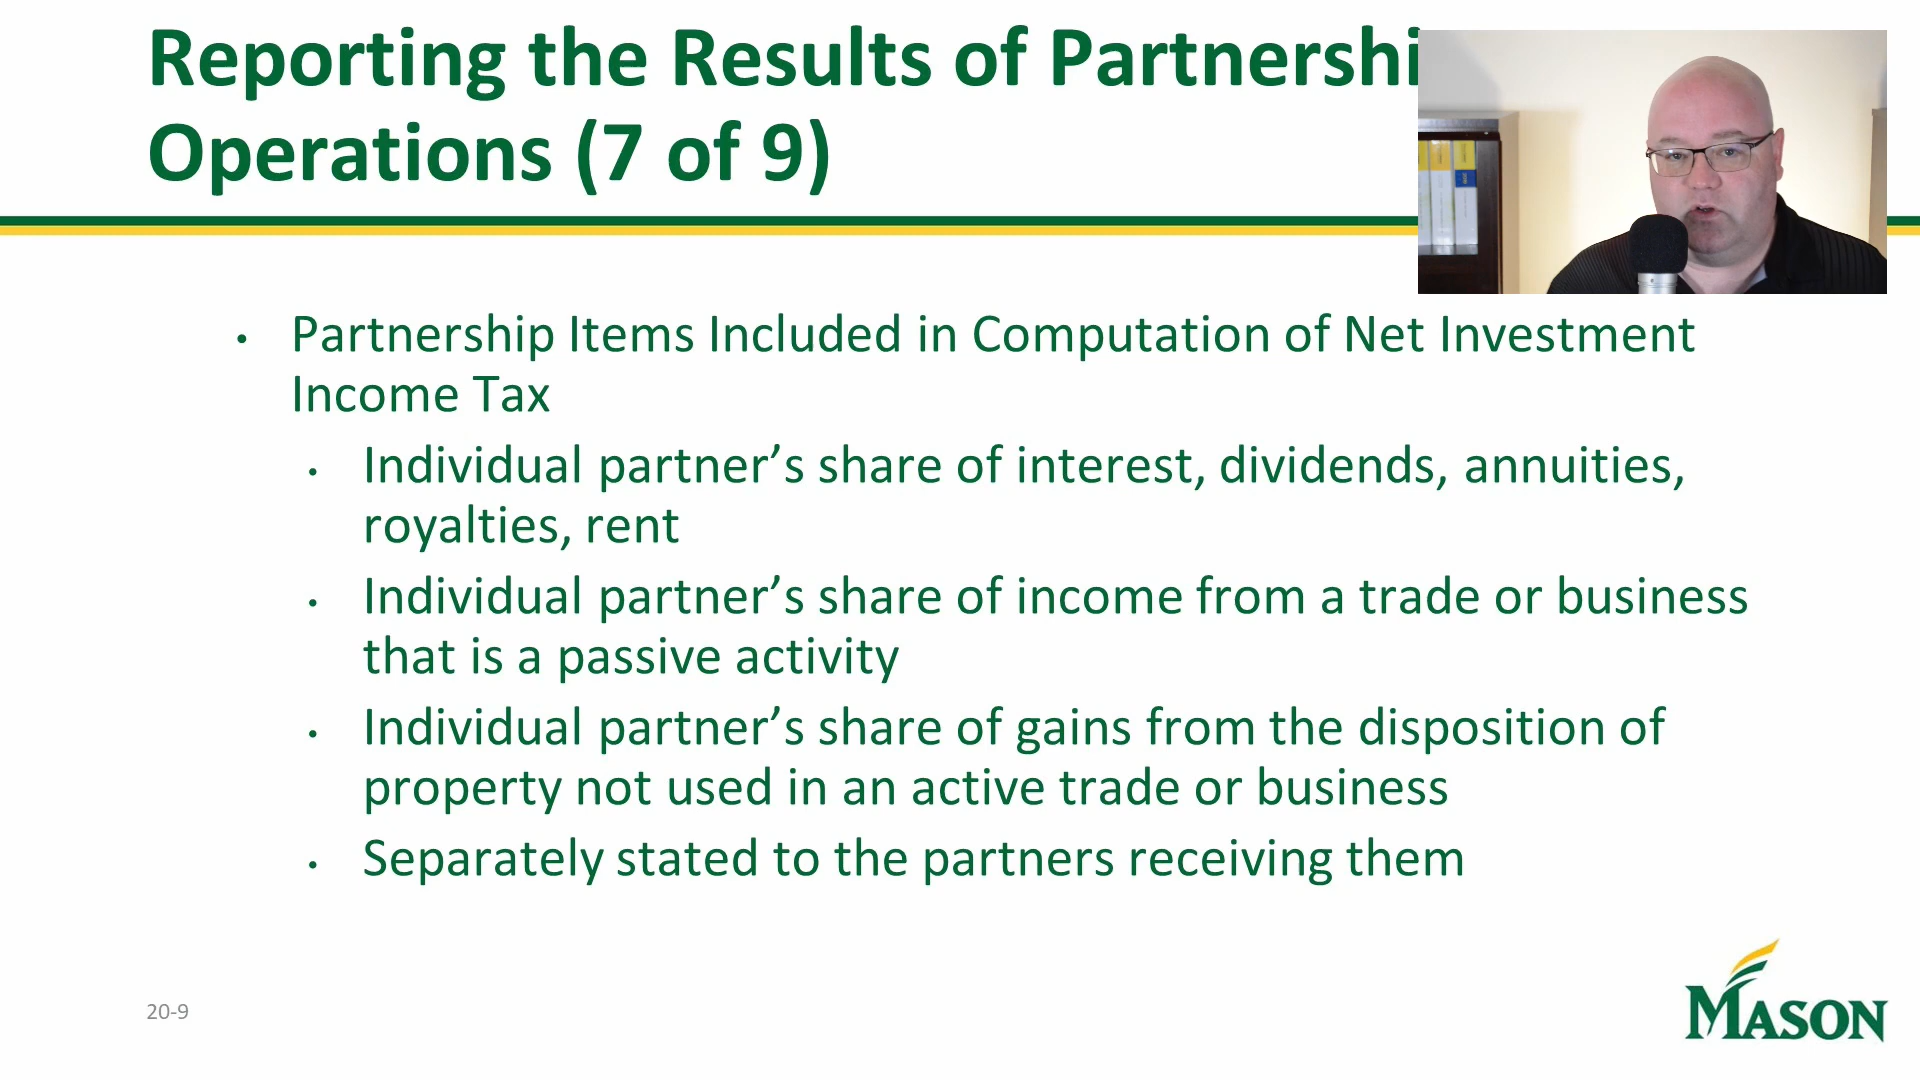 Reporting the Results of Partnershi
Operations (7 of 9)
• Partnership Items Included in Computation of Net Investment
Income Tax
• Individual partner’s share of interest, dividends, annuities,
royalties, rent
• Individual partner’s share of income from a trade or business
that is a passive activity
• Individual partner’s share of gains from the disposition of
property not used in an active trade or business
• Separately stated to the partners receiving them
20-9
MASON